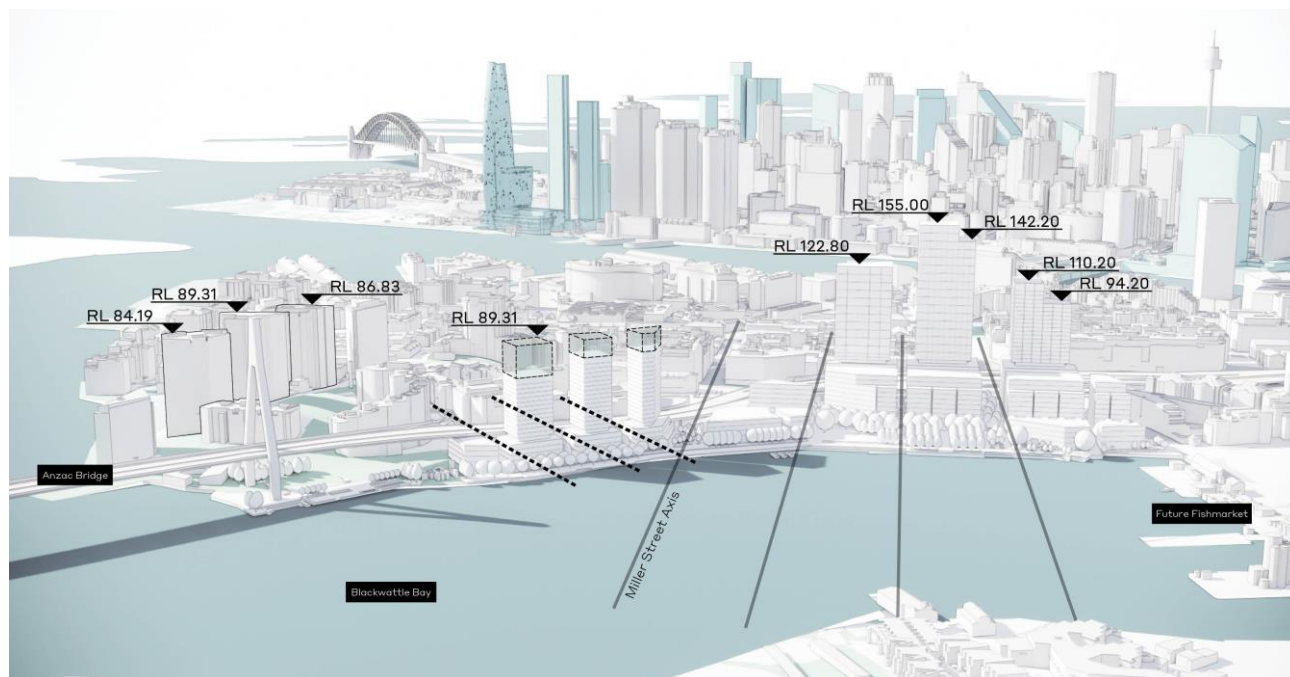 RL 155.00
RL 142.20
RL 122.80
RL 110.20
RL 94.20
RL 86.83
RL 89.31
RL 84.19
RL 89.31
Anzac Bridge
Miller Street Axis
Future Fishmarket
Blackwattle Bay